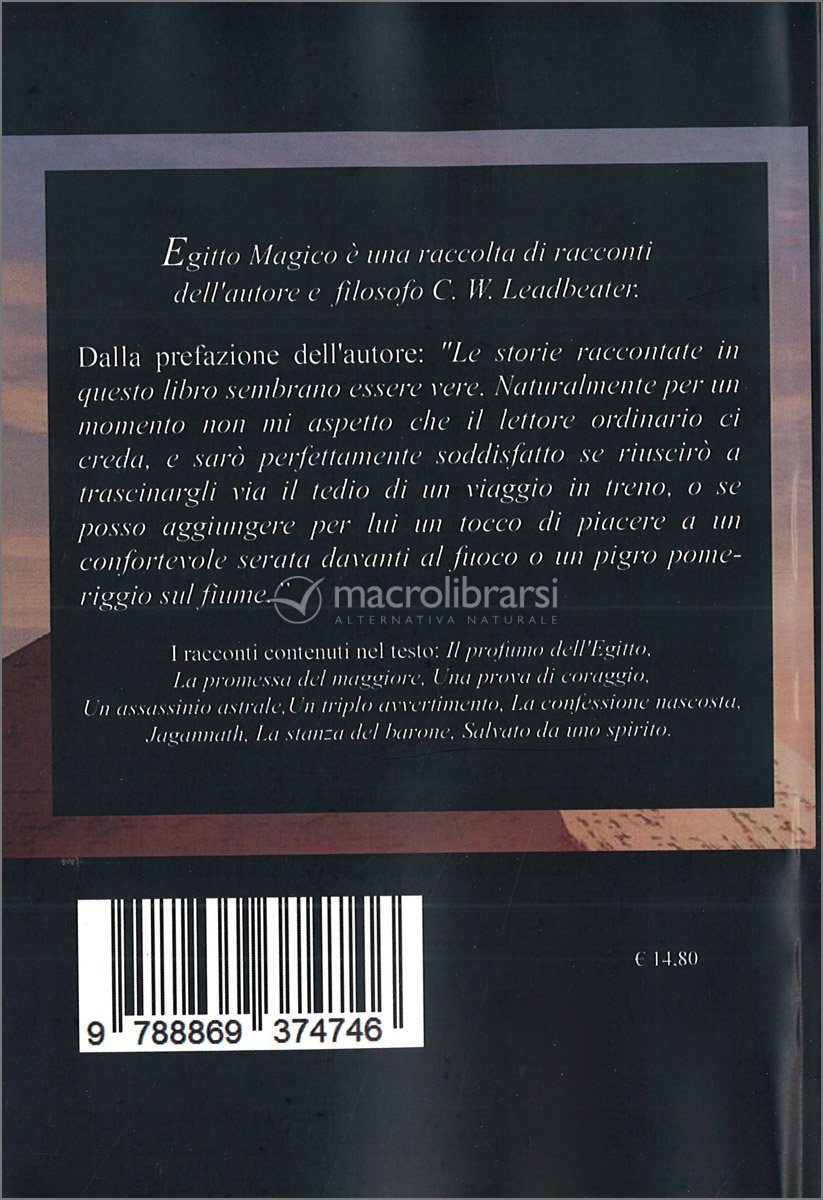 Egitto Magico è una raccolta di racconti
dell'autore e filosofo C. W. Leadbeater.
Dalla prefazione dell'autore: "Le storie raccontate in
questo libro sembrano essere vere. Naturalmente per un
momento non mi aspetto che il lettore ordinario ci
creda, e sarò perfettamente soddisfatto se riuscirò a
trascinargli via il tedio di un viaggio in treno, o se
posso aggiungere per lui un tocco di piacere a un
confortevole serata davanti al fuoco o un pigro pome-
riggio sul fiume."
macrolibrarsi
ALTERNATIVA NATURALE
I racconti contenuti nel testo: Il profumo dell'Egitto,
La promessa del maggiore, Una prova di coraggio,
Un assassinio astrale,Un triplo avvertimento, La confessione nascosta,
Jagannath, La stanza del barone, Salvato da uno spirito.
€ 14,80
9 788869 374746